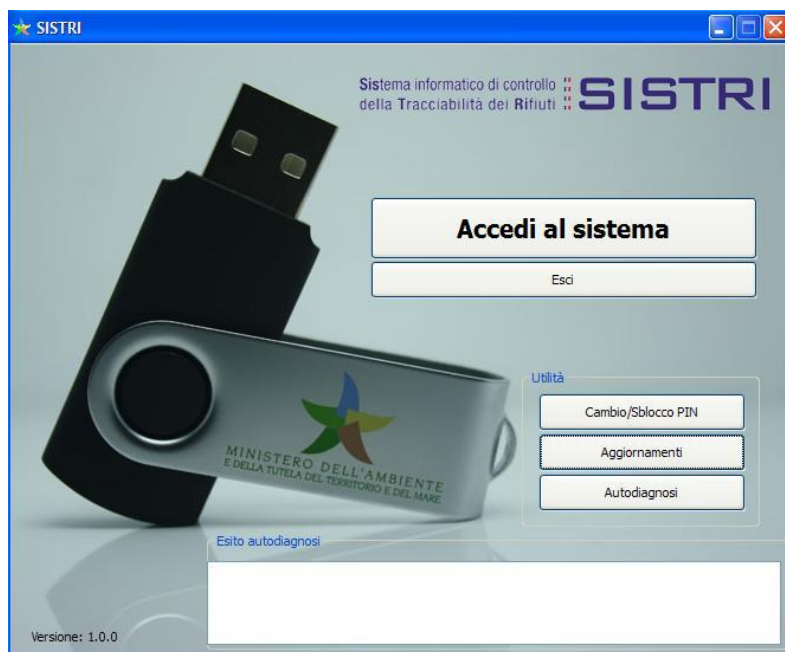 SISTRI
Sistema informatico di controllo
della Tracciabilità dei Rifiuti
SISTRI
Accedi al sistema
Esci
Utilità
Cambio/Sblocco PIN
Aggiornamenti
Autodiagnosi
MINISTERO DELL'AMBIENTE
E DELLA TUTELA DEL TERRITORIO E DEL MARE
Esito autodiagnosi
Versione: 1.0.0